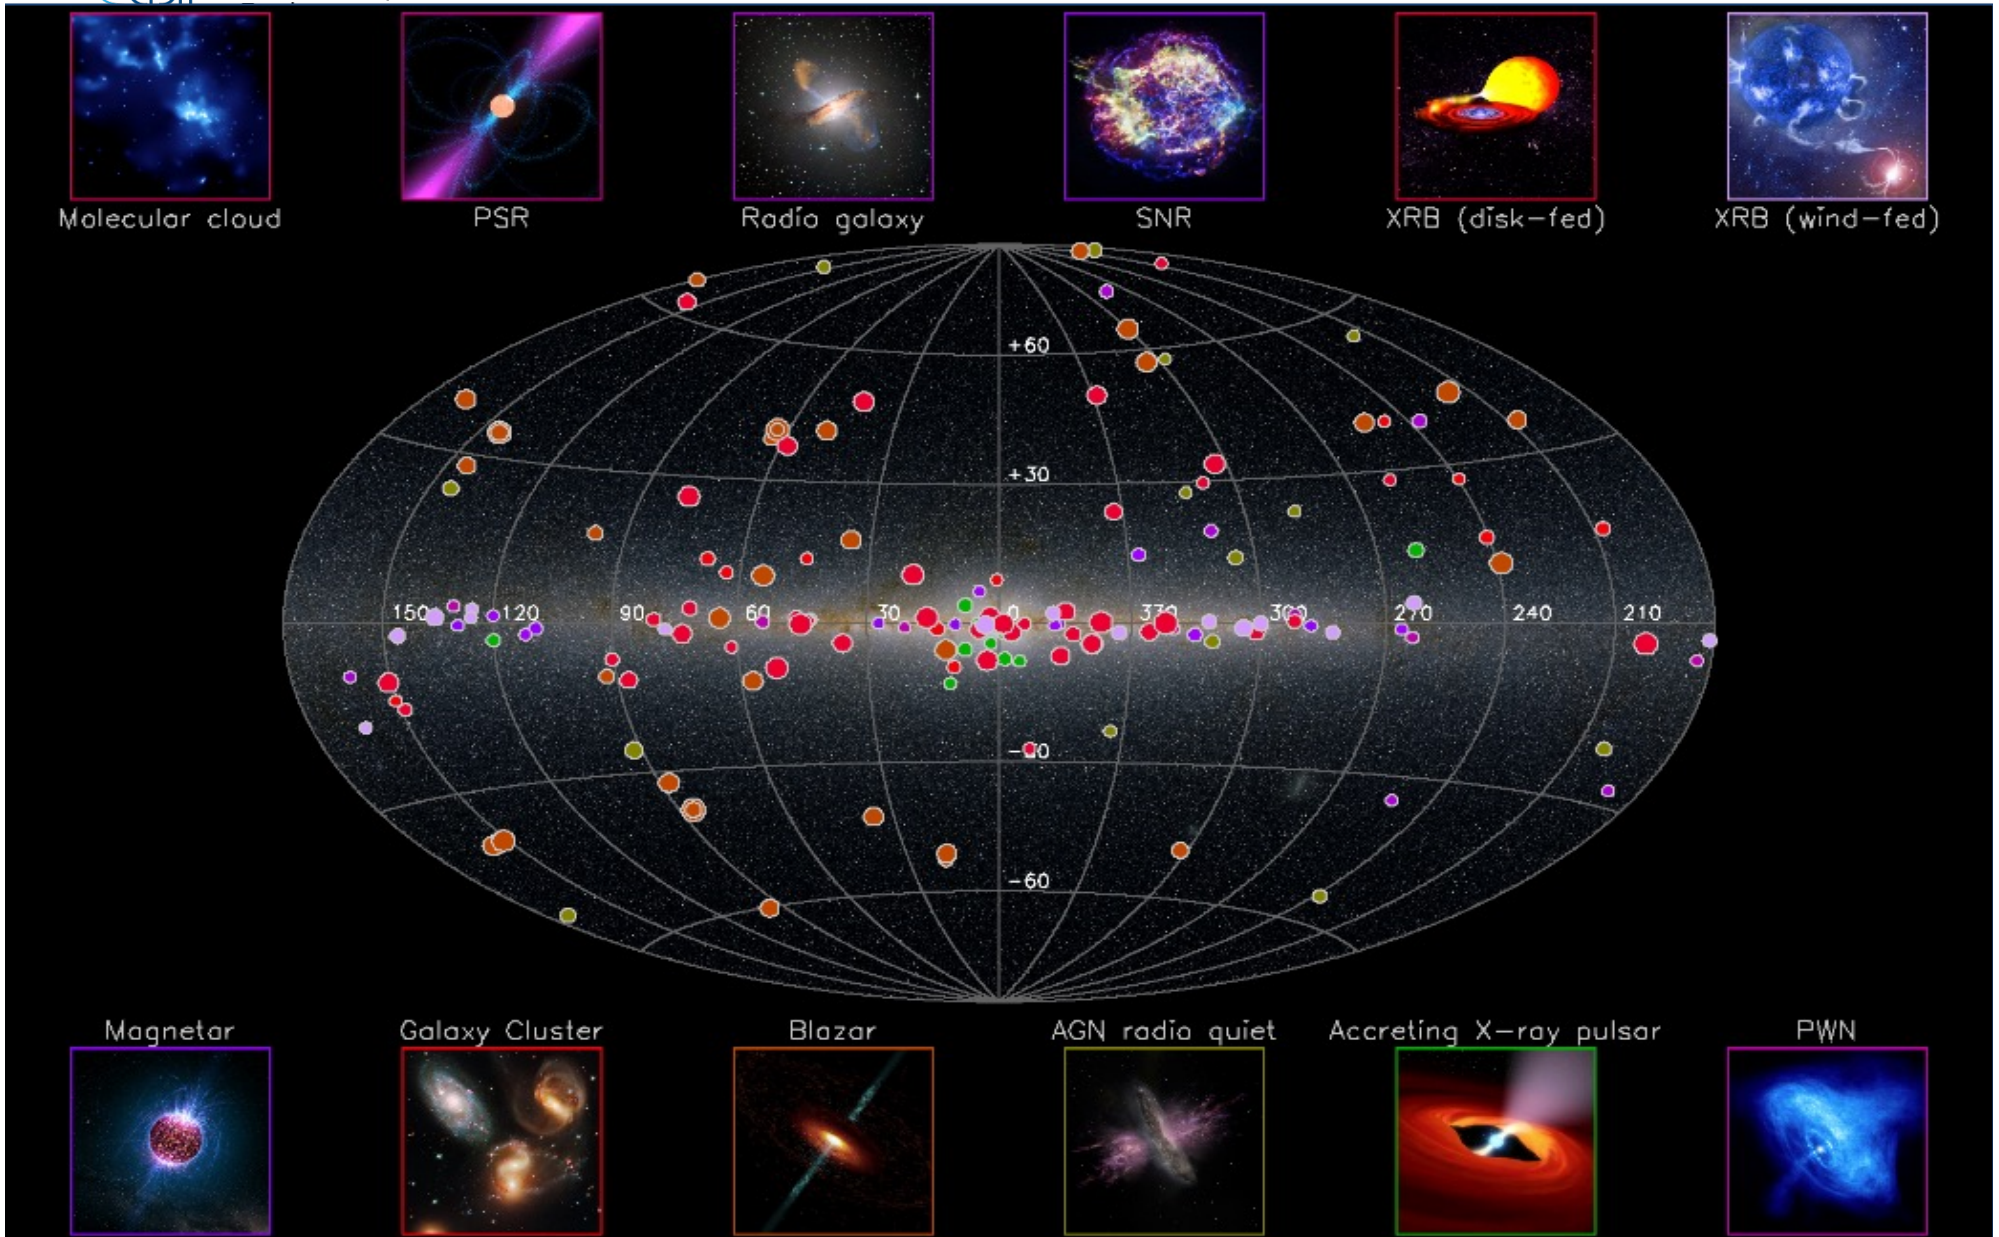 Molecular cloud
PSR
Radio galaxy
SNR
XRB (disk-fed)
XRB (wind-fed)
+60
+30
150
120
90
60
30
0
370
300
270
240
210
-30
-60
Magnetar
Galaxy Cluster
Blazar
AGN radio quiet
Accreting X-ray pulsar
PWN